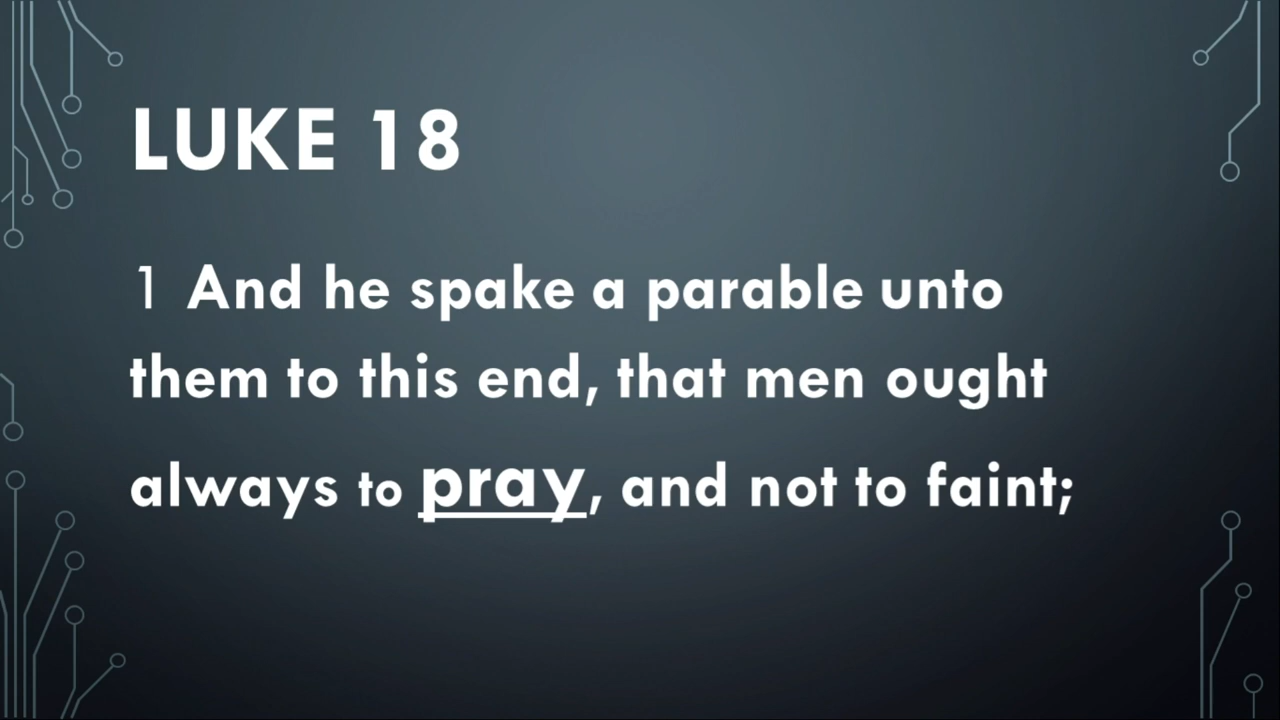 LUKE 18
1 And he spake a parable unto
them to this end, that men ought
always to pray, and not to faint;